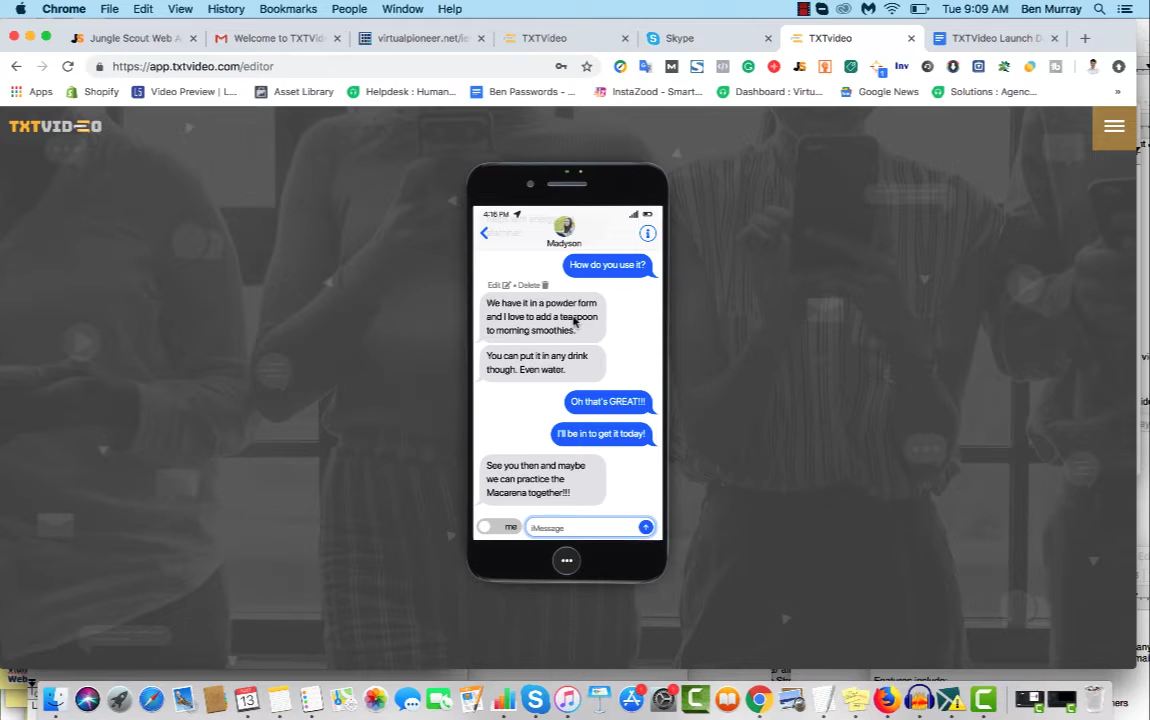 Chrome File Edit View History Bookmarks People Window Help Tue 9:09 AM Ben Murray
Jungle Scout Web A Welcome to TXTVid virtualpioneer.net/ie TXTVideo Skype TXTvideo TXTVideo Launch D
https://app.txtvideo.com/editor
Apps Shopify Video Preview | L... Asset Library Helpdesk : Human... Ben Passwords - ... InstaZood - Smart... Dashboard : Virtu... Google News Solutions : Agenc... »
TXTVIDEO
4:16 PM
Madyson
How do you use it?
Edit • Delete
We have it in a powder form
and I love to add a teaspoon
to morning smoothies.
You can put it in any drink
though. Even water.
Oh that's GREAT!!!
I'll be in to get it today!
See you then and maybe
we can practice the
Macarena together!!!
me iMessage
Web
Features include:
13